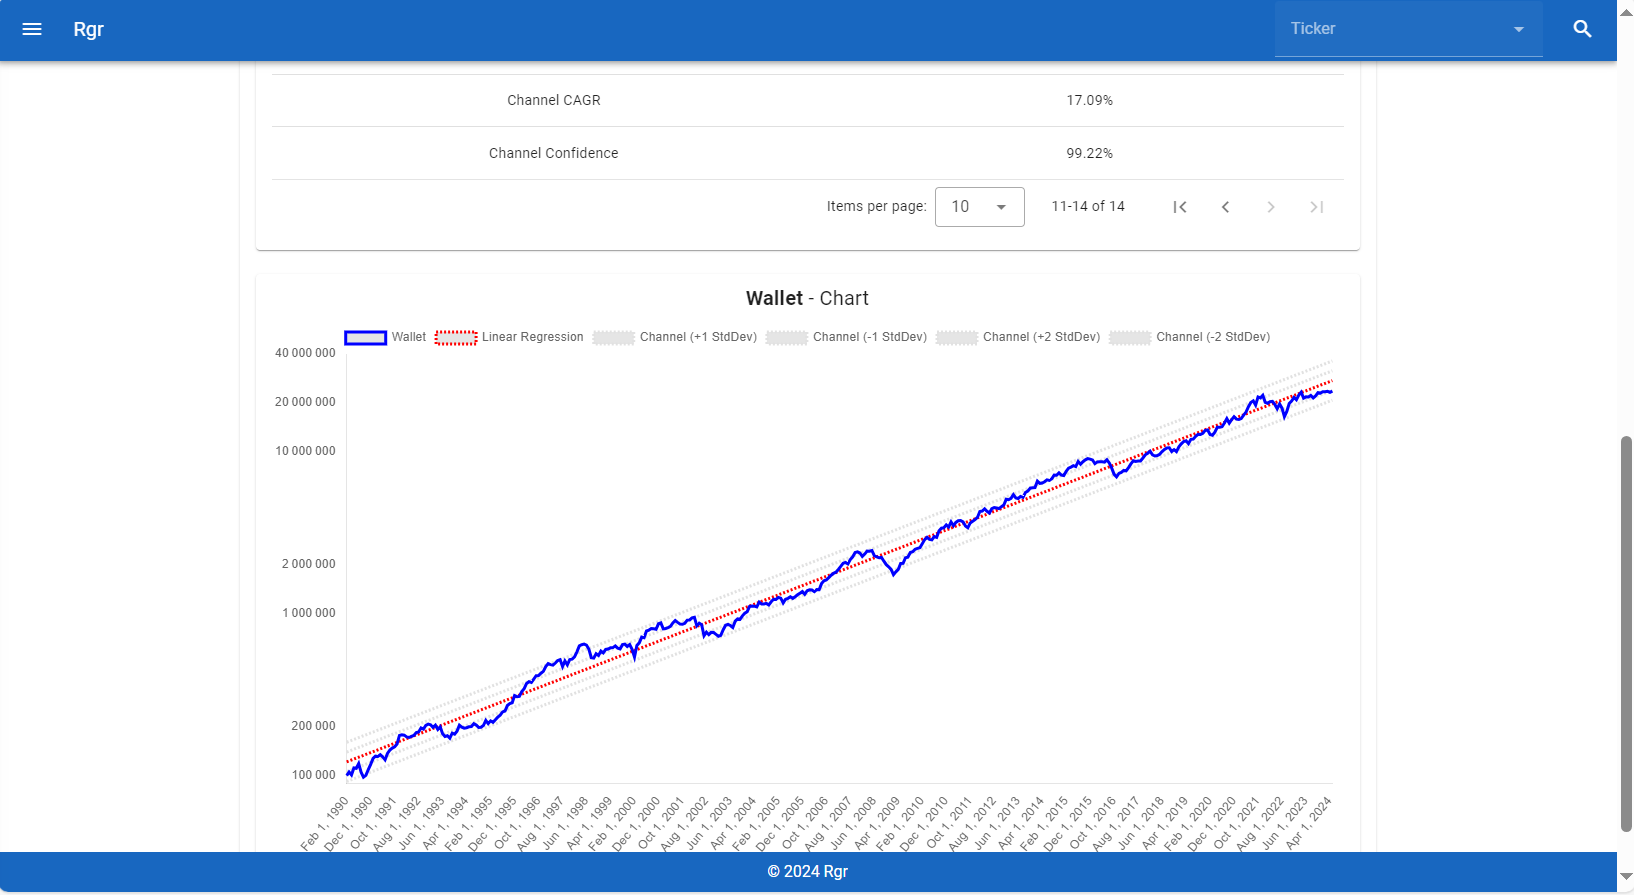 Rgr
Ticker
Channel CAGR 17.09%
Channel Confidence 99.22%
Items per page: 10 11-14 of 14
Wallet - Chart
Wallet Linear Regression Channel (+1 StdDev) Channel (-1 StdDev) Channel (+2 StdDev) Channel (-2 StdDev)
40 000 000
20 000 000
10 000 000
2 000 000
1 000 000
200 000
100 000
Feb 1, 1990
Dec 1, 1990
Oct 1, 1991
Aug 1, 1992
Jun 1, 1993
Apr 1, 1994
Feb 1, 1995
Dec 1, 1995
Oct 1, 1996
Aug 1, 1997
Jun 1, 1998
Apr 1, 1999
Feb 1, 2000
Dec 1, 2000
Oct 1, 2001
Aug 1, 2002
Jun 1, 2003
Apr 1, 2004
Feb 1, 2005
Dec 1, 2005
Oct 1, 2006
Aug 1, 2007
Jun 1, 2008
Apr 1, 2009
Feb 1, 2010
Dec 1, 2010
Oct 1, 2011
Aug 1, 2012
Jun 1, 2013
Apr 1, 2014
Feb 1, 2015
Dec 1, 2015
Oct 1, 2016
Aug 1, 2017
Jun 1, 2018
Apr 1, 2019
Feb 1, 2020
Dec 1, 2020
Oct 1, 2021
Aug 1, 2022
Jun 1, 2023
Apr 1, 2024
© 2024 Rgr